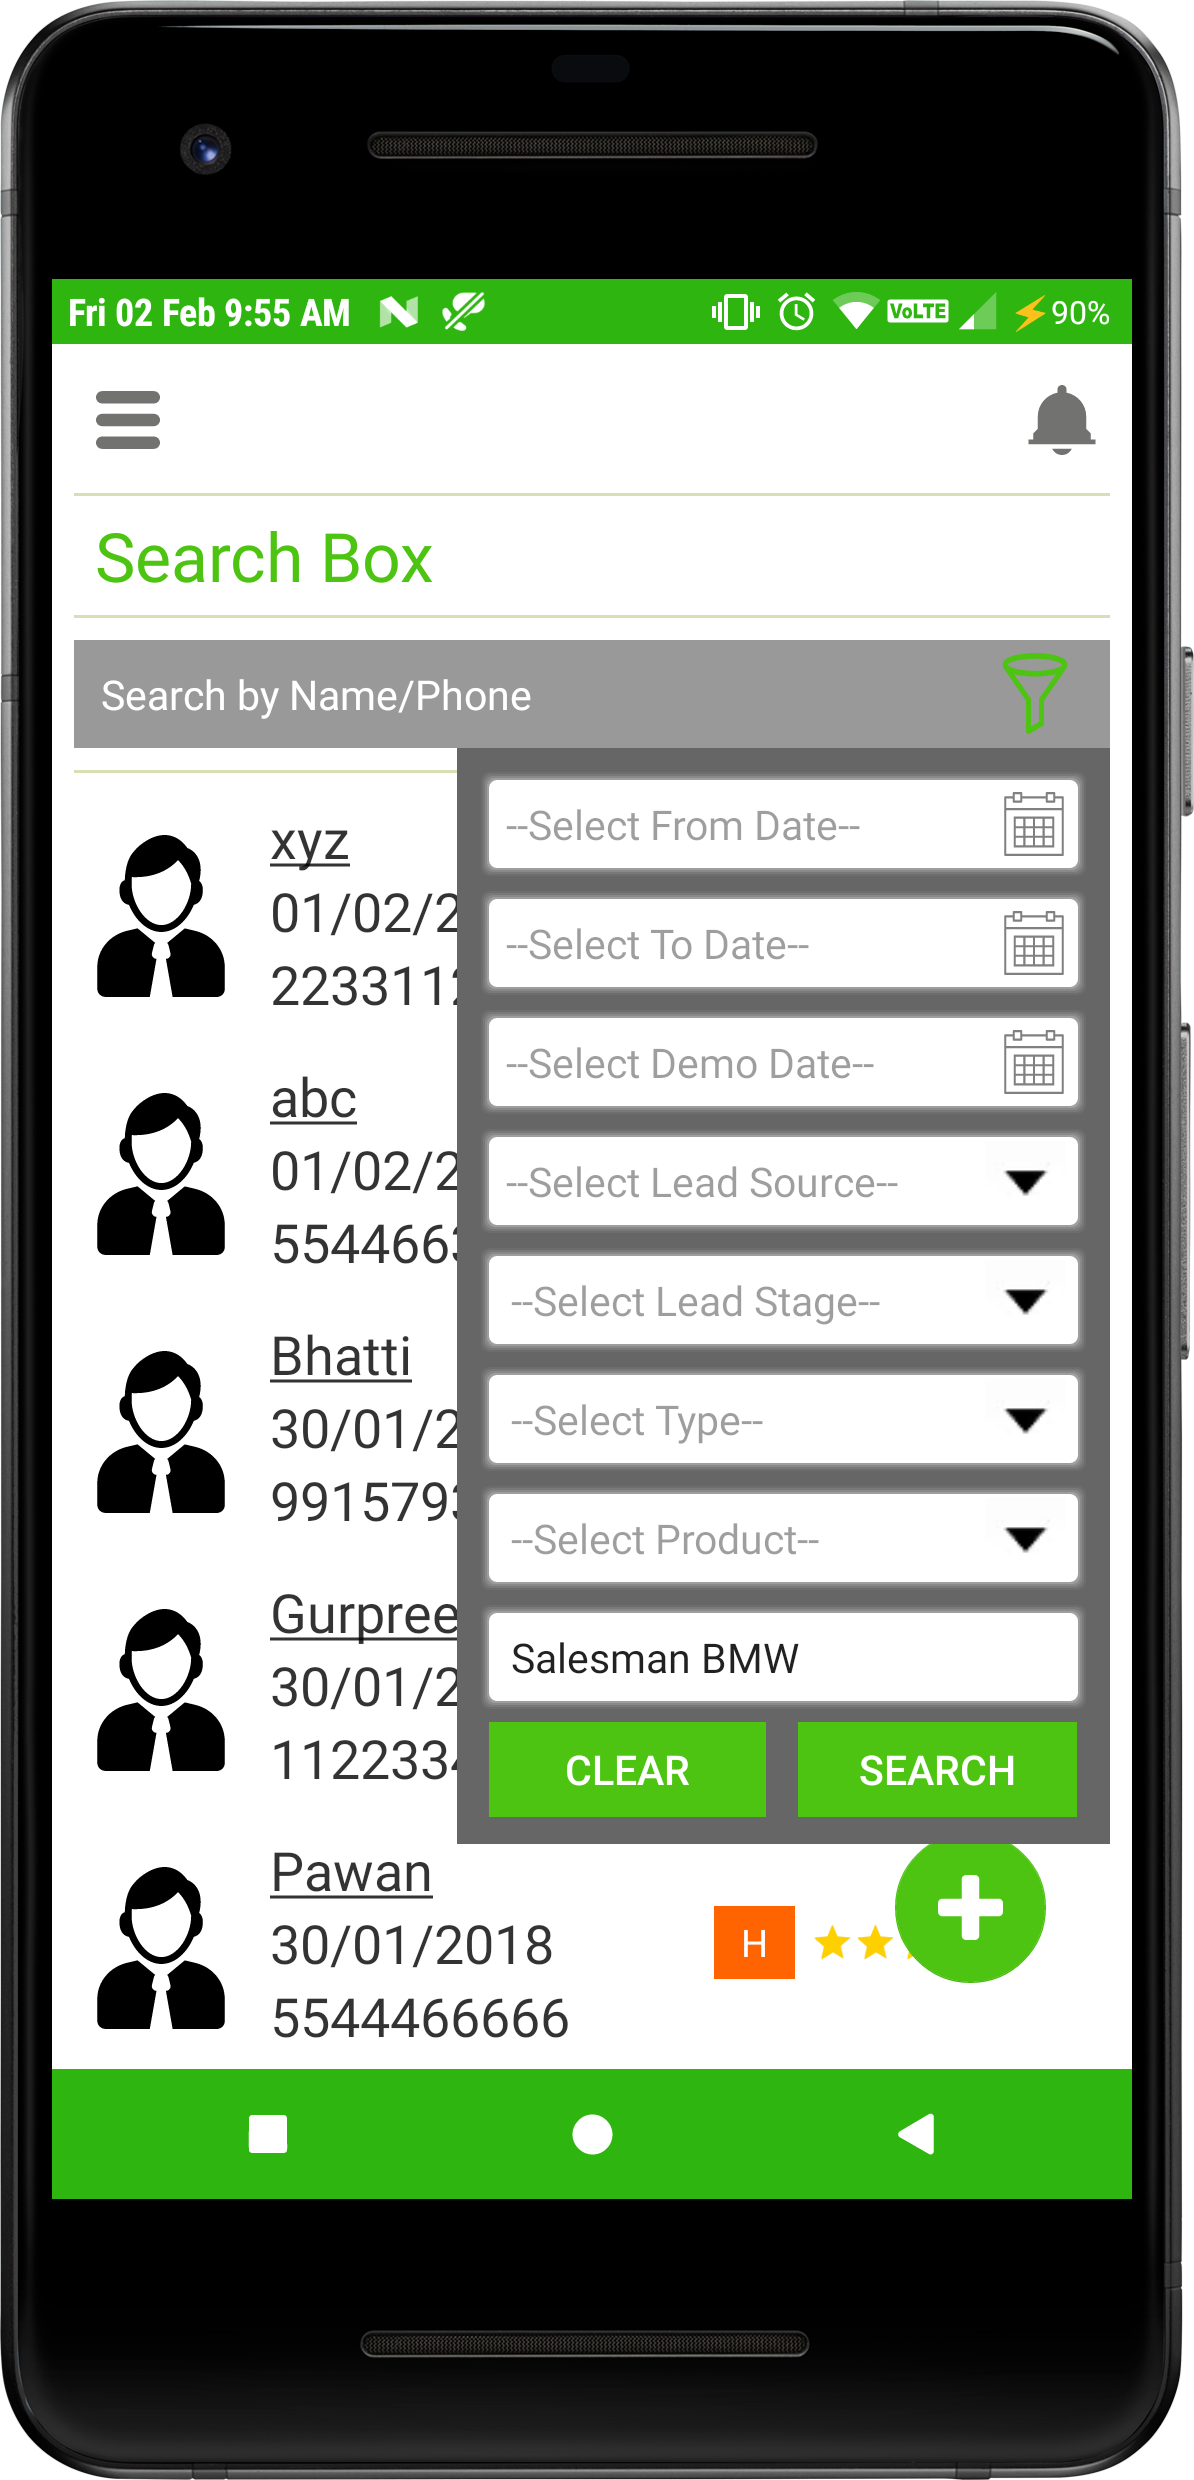 Fri 02 Feb 9:55 AM VoLTE 90%
Search Box
Search by Name/Phone
--Select From Date--
--Select To Date--
--Select Demo Date--
--Select Lead Source--
--Select Lead Stage--
--Select Type--
--Select Product--
Salesman BMW
CLEAR SEARCH
xyz
01/02/2
223311
abc
01/02/2
554466
Bhatti
30/01/2
991579
Gurpree
30/01/2
112233
Pawan
30/01/2018 H
5544466666